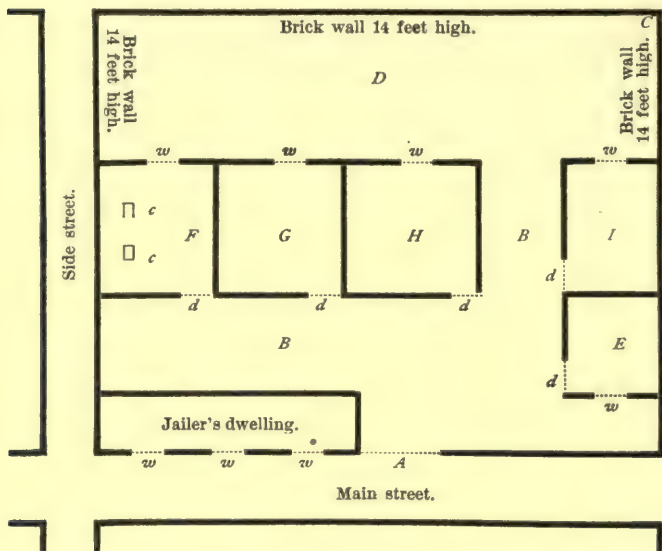 C
Brick wall 14 feet high.
Brick wall
14 feet high.
Brick wall
14 feet high.
D
w
w
w
w
Side street.
c
c
F
G
H
B
I
d
d
d
d
B
E
d
w
Jailer's dwelling.
w
w
w
A
Main street.